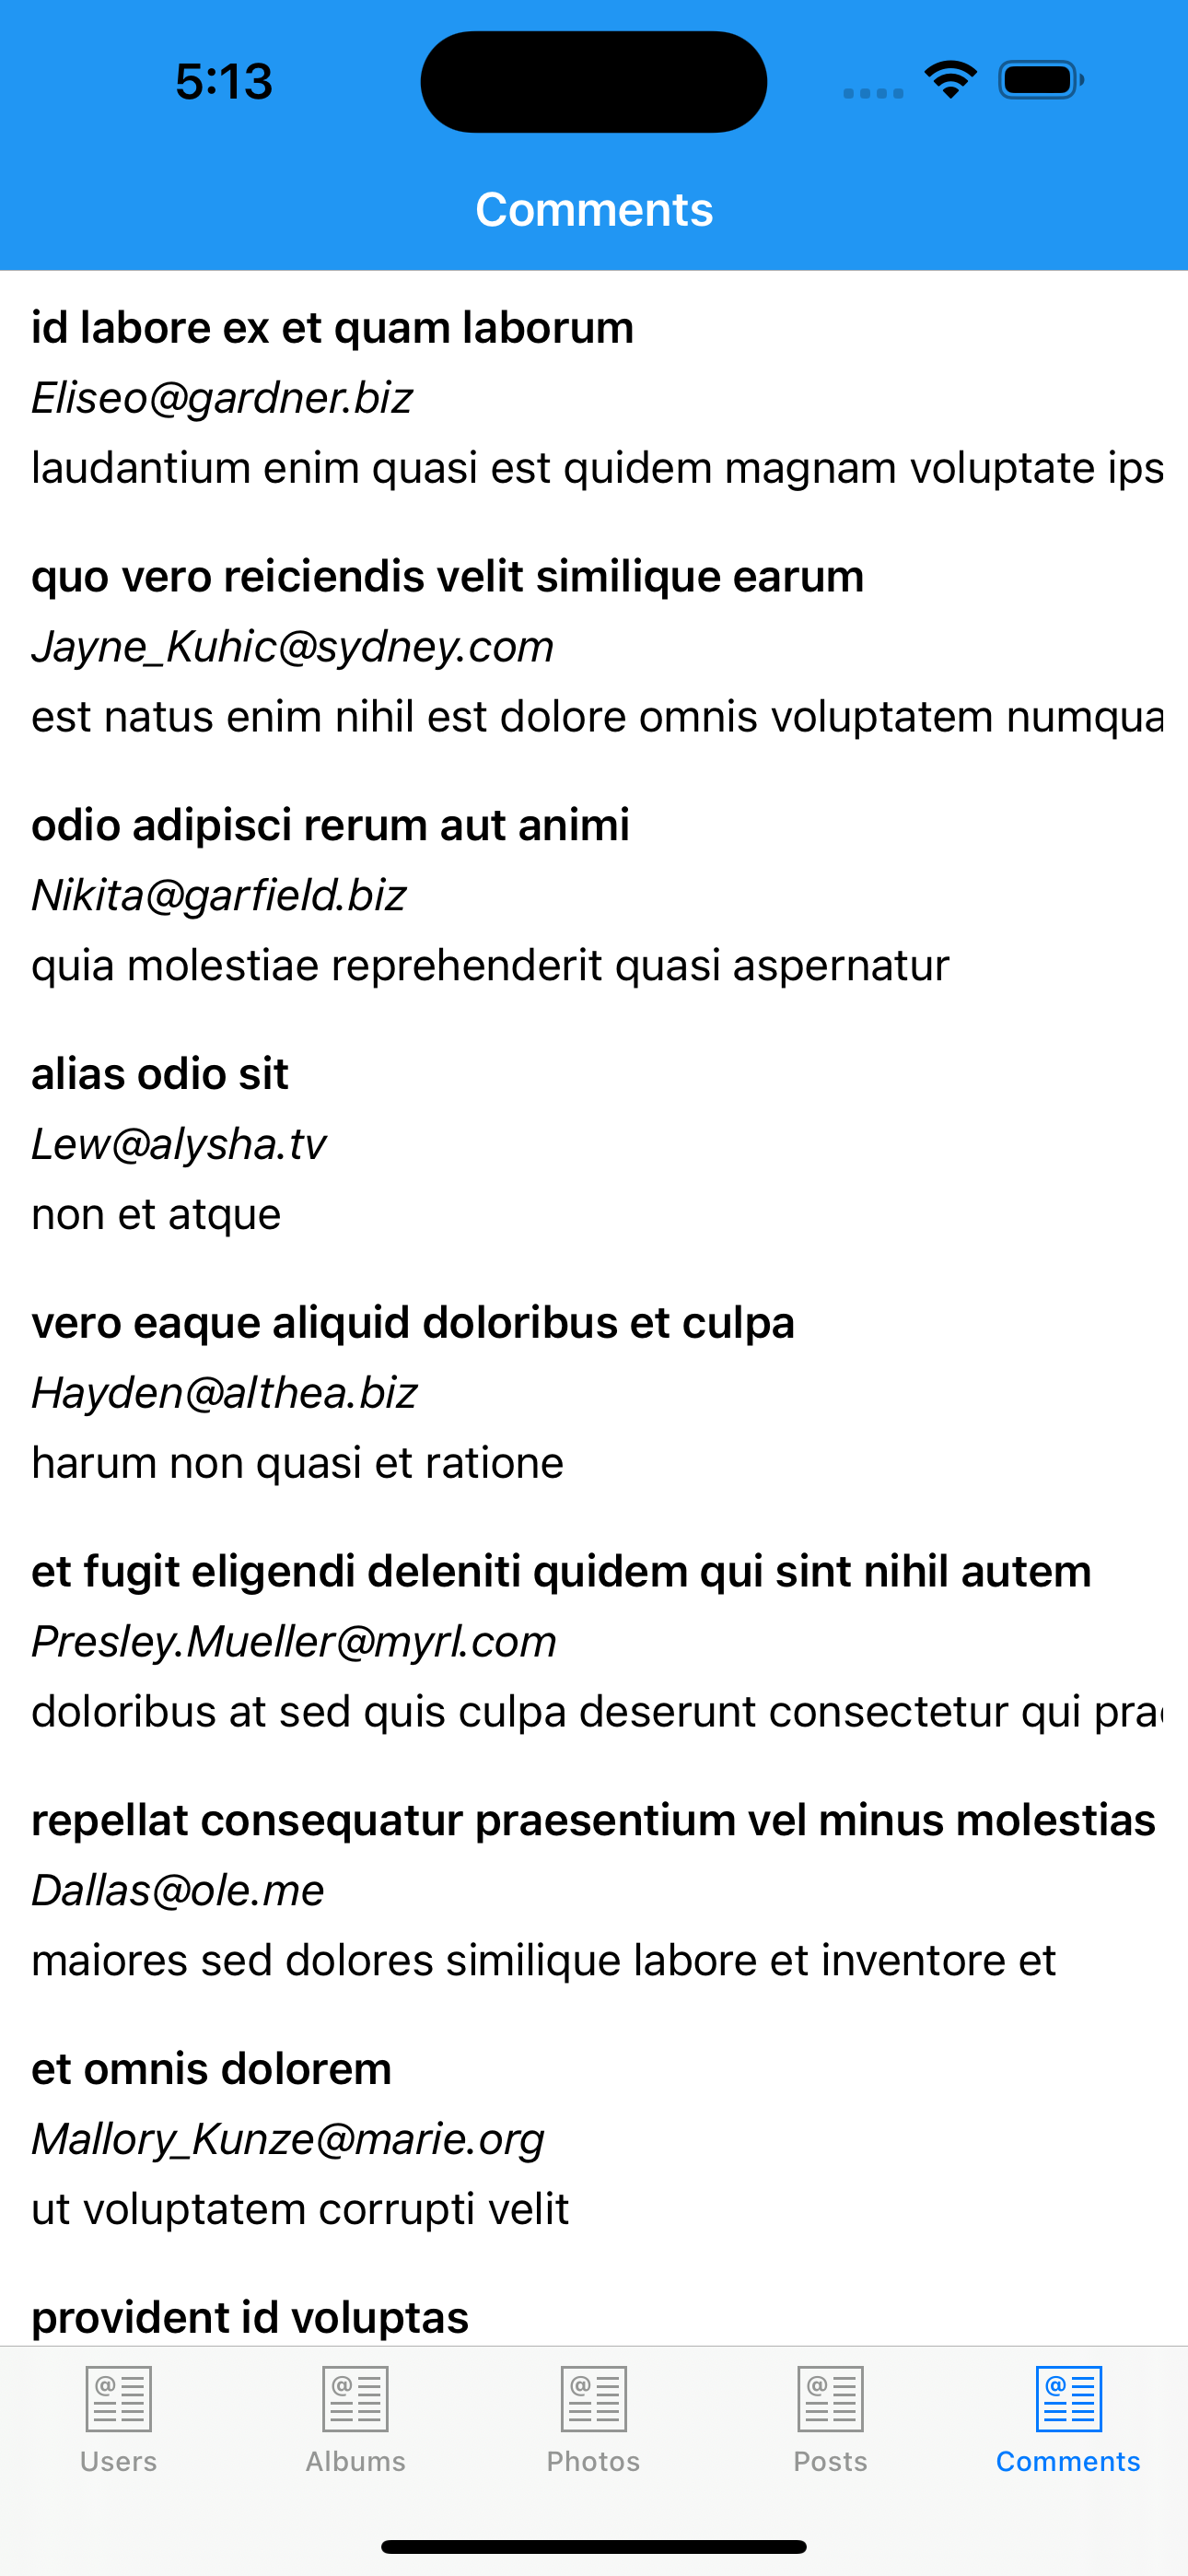 5:13
Comments
id labore ex et quam laborum
Eliseo@gardner.biz
laudantium enim quasi est quidem magnam voluptate ips
quo vero reiciendis velit similique earum
Jayne_Kuhic@sydney.com
est natus enim nihil est dolore omnis voluptatem numqua
odio adipisci rerum aut animi
Nikita@garfield.biz
quia molestiae reprehenderit quasi aspernatur
alias odio sit
Lew@alysha.tv
non et atque
vero eaque aliquid doloribus et culpa
Hayden@althea.biz
harum non quasi et ratione
et fugit eligendi deleniti quidem qui sint nihil autem
Presley.Mueller@myrl.com
doloribus at sed quis culpa deserunt consectetur qui pra
repellat consequatur praesentium vel minus molestias
Dallas@ole.me
maiores sed dolores similique labore et inventore et
et omnis dolorem
Mallory_Kunze@marie.org
ut voluptatem corrupti velit
provident id voluptas
Users Albums Photos Posts Comments